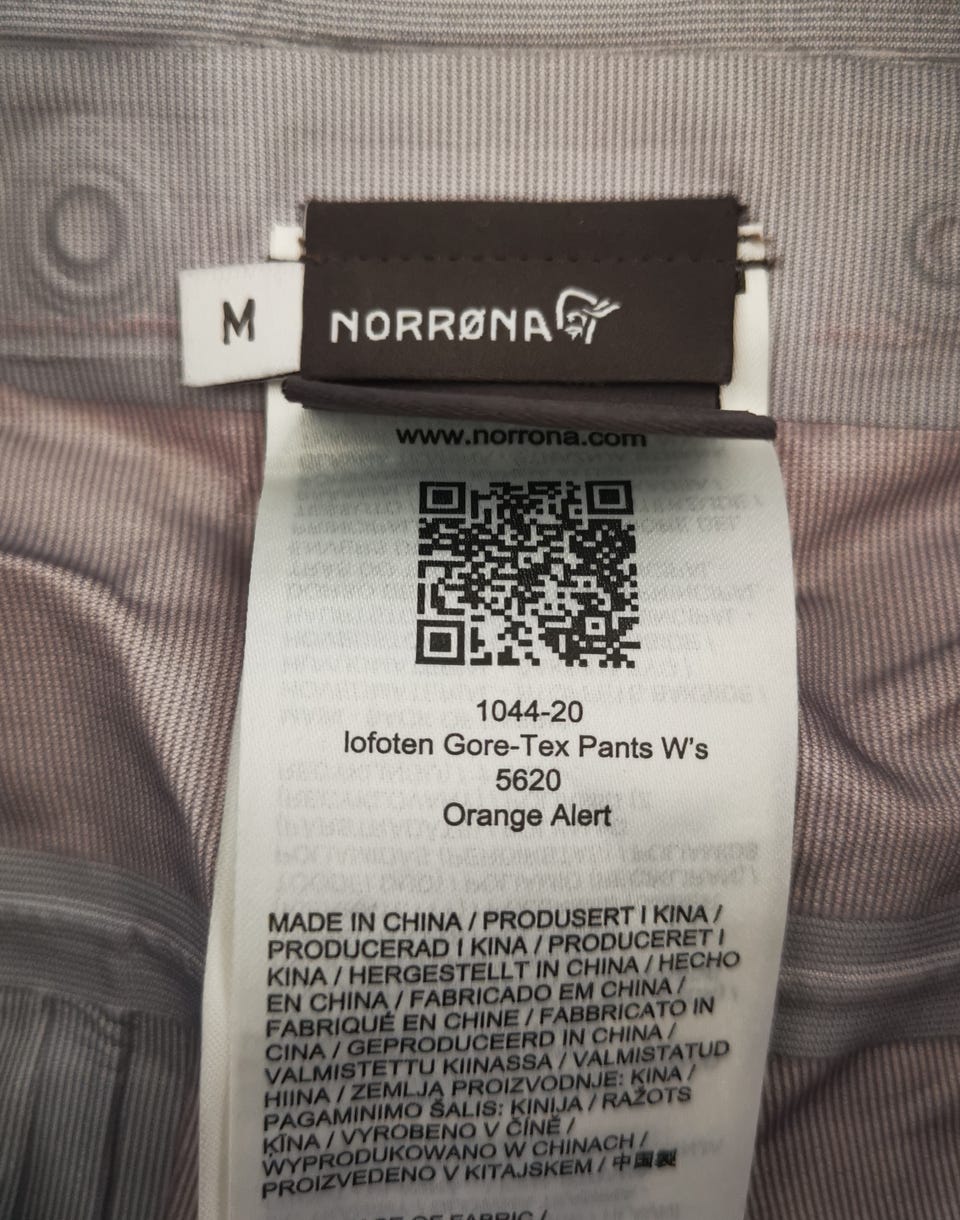 M
NORRØNA
www.norrona.com
1044-20
lofoten Gore-Tex Pants W's
5620
Orange Alert
MADE IN CHINA / PRODUSERT I KINA /
PRODUCERAD I KINA / PRODUCERET I
KINA / HERGESTELLT IN CHINA / HECHO
EN CHINA / FABRICADO EM CHINA /
FABRIQUÉ EN CHINE / FABBRICATO IN
CINA / GEPRODUCEERD IN CHINA /
VALMISTETTU KIINASSA / VALMISTATUD
HIINA / ZEMLJA PROIZVODNJE: KINA /
PAGAMINIMO ŠALIS: KINIJA / RAŽOTS
ĶĪNA / VYROBENO V ČÍNĚ /
WYPRODUKOWANO W CHINACH /
PROIZVEDENO V KITAJSKEM / 中国製
OF FABRIC /